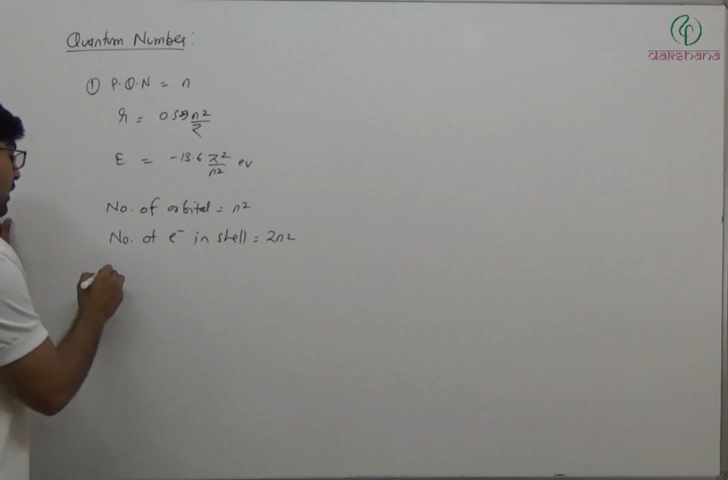 Quantum Number:
① P.Q.N = n
r = 0.529 n²/Z
E = -13.6 Z²/n² ev
No. of orbital = n²
No. of e⁻ in shell = 2n²
dakshana